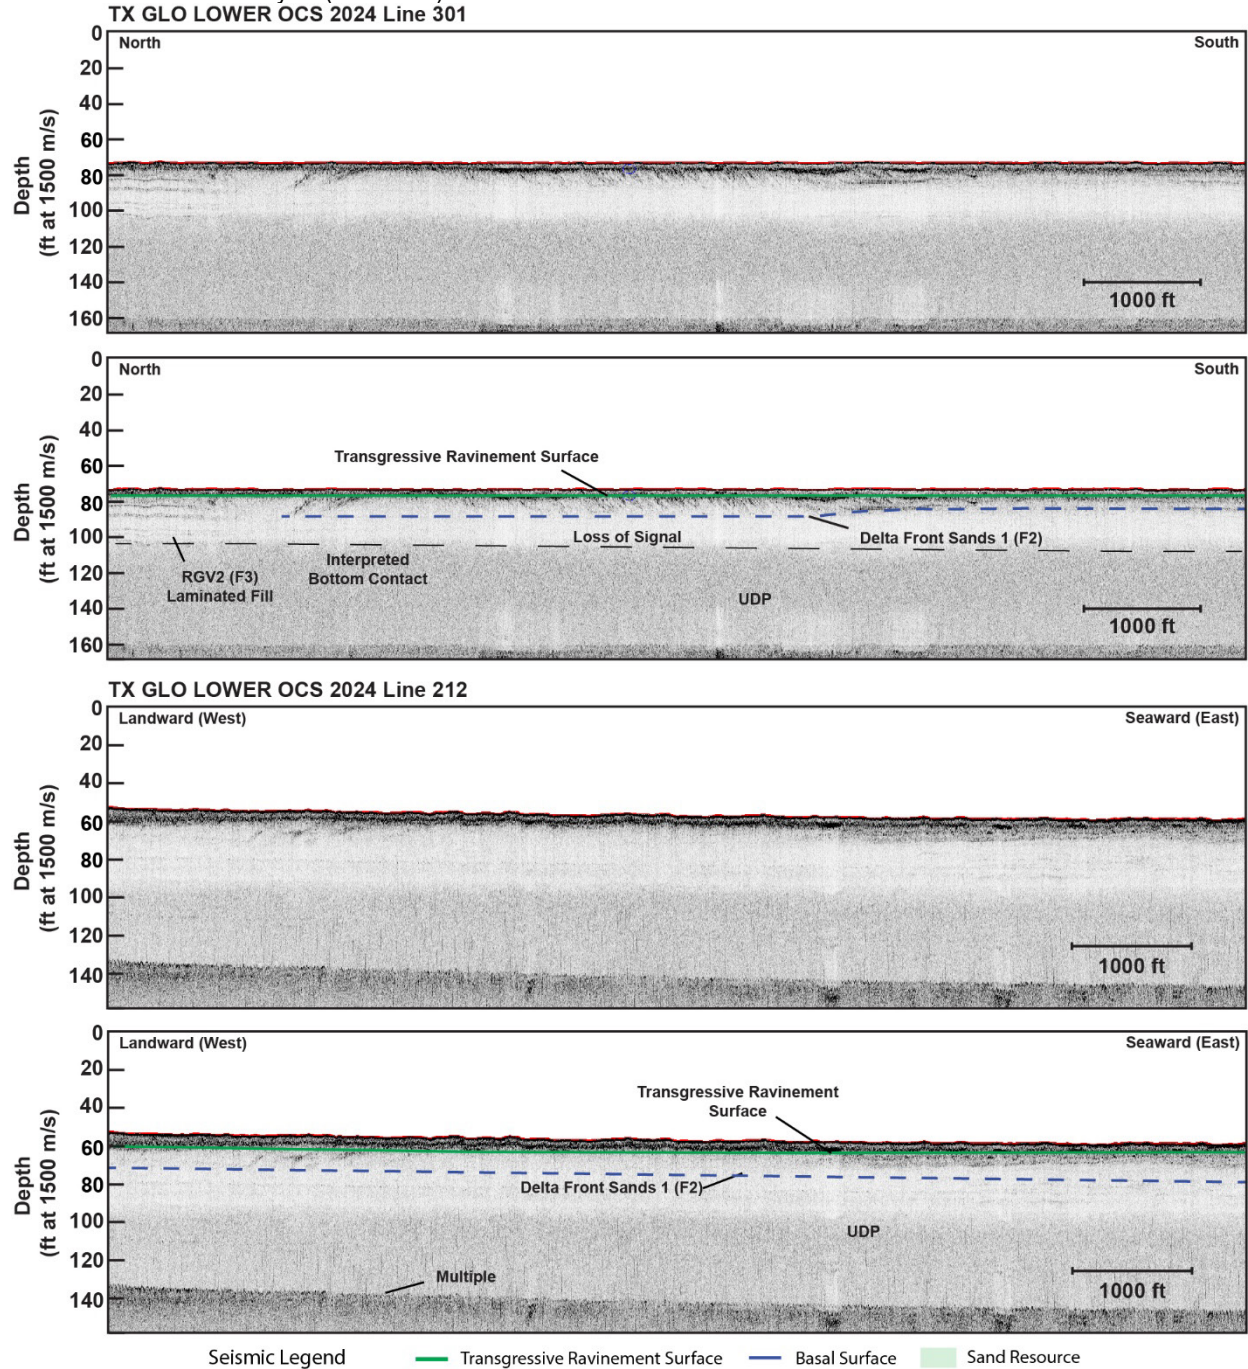 TX GLO LOWER OCS 2024 Line 301
North
South
0
20
40
60
80
100
120
140
160
Depth
(ft at 1500 m/s)
1000 ft
North
South
0
20
40
60
80
100
120
140
160
Depth
(ft at 1500 m/s)
Transgressive Ravinement Surface
Loss of Signal
Delta Front Sands 1 (F2)
Interpreted
Bottom Contact
RGV2 (F3)
Laminated Fill
UDP
1000 ft
TX GLO LOWER OCS 2024 Line 212
Landward (West)
Seaward (East)
0
20
40
60
80
100
120
140
Depth
(ft at 1500 m/s)
1000 ft
Landward (West)
Seaward (East)
0
20
40
60
80
100
120
140
Depth
(ft at 1500 m/s)
Transgressive Ravinement
Surface
Delta Front Sands 1 (F2)
UDP
Multiple
1000 ft
Seismic Legend
Transgressive Ravinement Surface
Basal Surface
Sand Resource